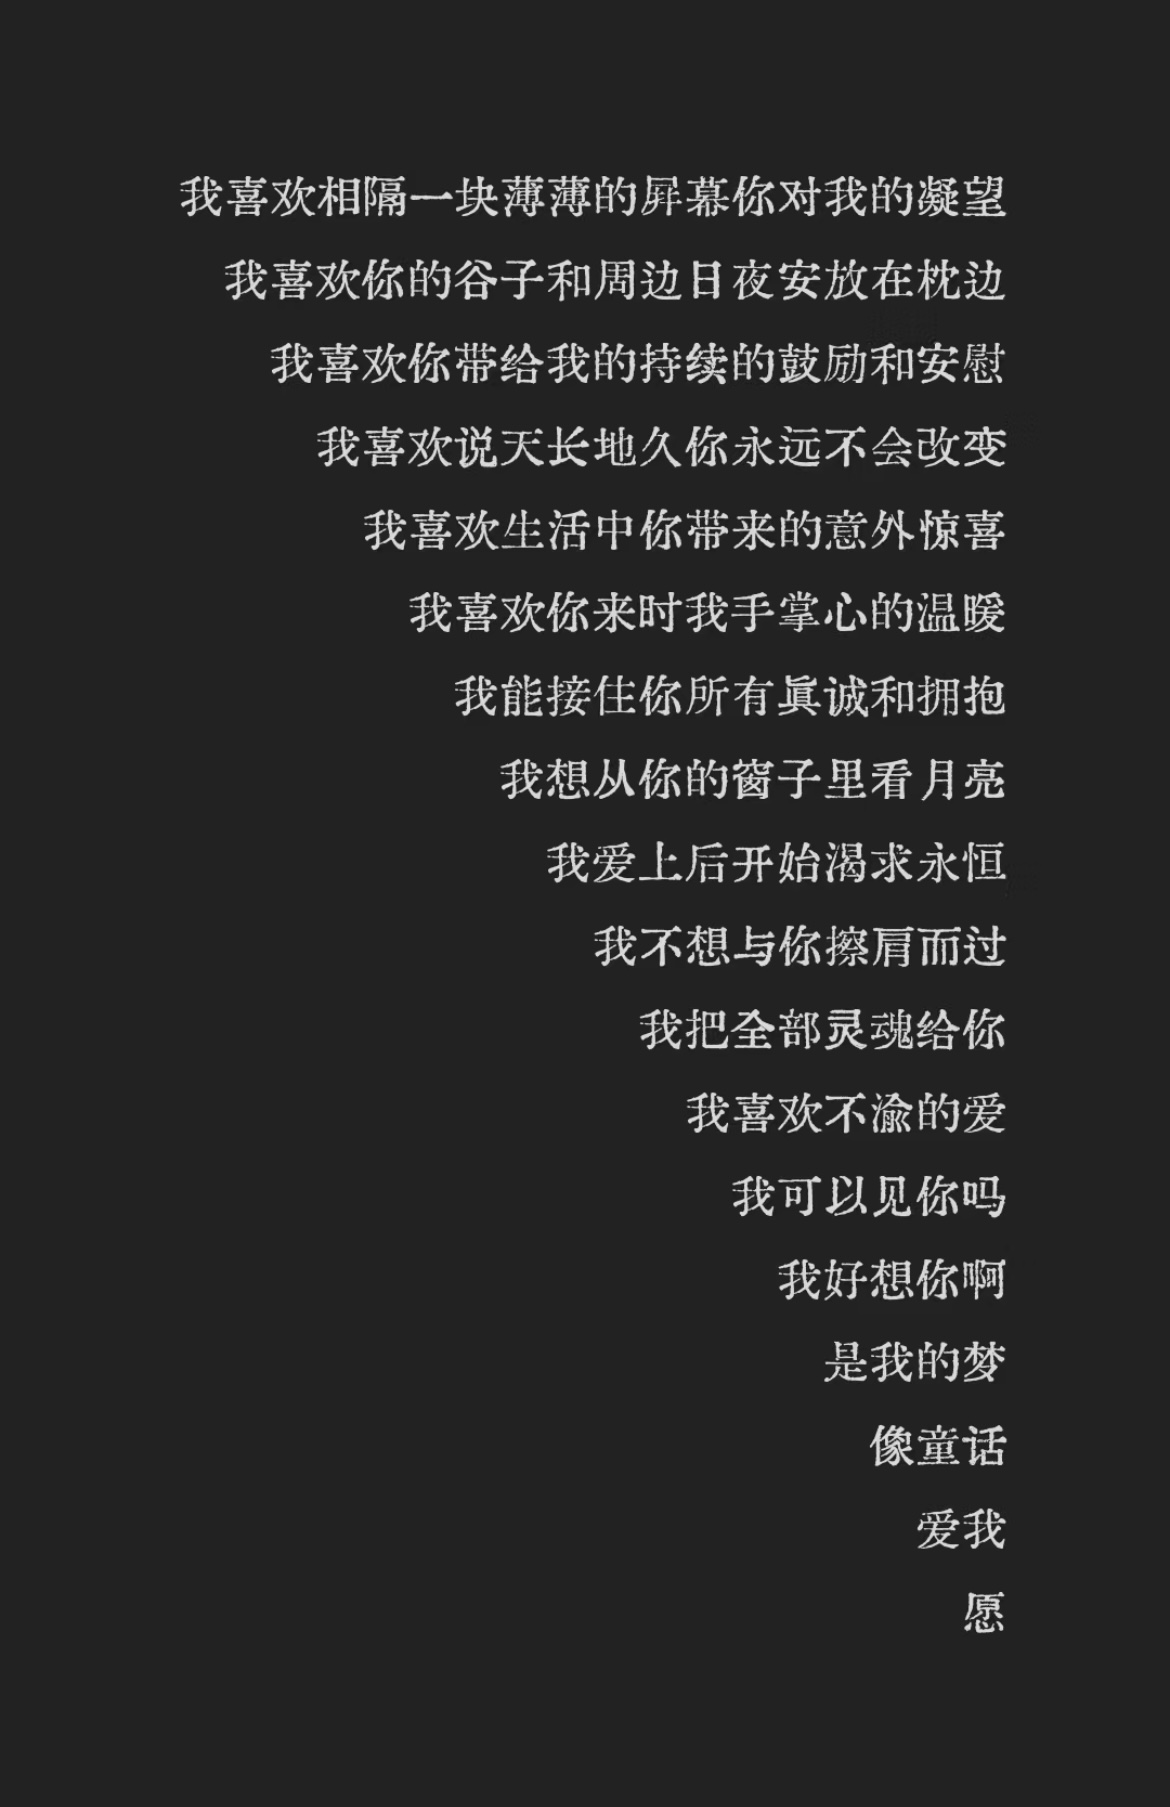 我喜欢相隔一块薄薄的屏幕你对我的凝望
我喜欢你的谷子和周边日夜安放在枕边
我喜欢你带给我的持续的鼓励和安慰
我喜欢说天长地久你永远不会改变
我喜欢生活中你带来的意外惊喜
我喜欢你来时我手掌心的温暖
我能接住你所有真诚和拥抱
我想从你的窗子里看月亮
我爱上后开始渴求永恒
我不想与你擦肩而过
我把全部灵魂给你
我喜欢不渝的爱
我可以见你吗
我好想你啊
是我的梦
像童话
爱我
愿